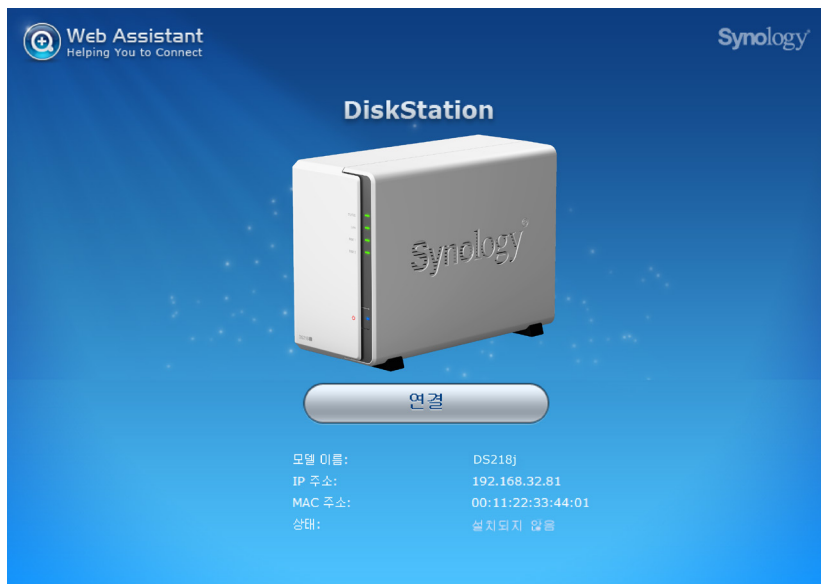 Web Assistant
Helping You to Connect
Synology
DiskStation
Synology
연결
모델 이름: DS218j
IP 주소: 192.168.32.81
MAC 주소: 00:11:22:33:44:01
상태: 설치되지 않음